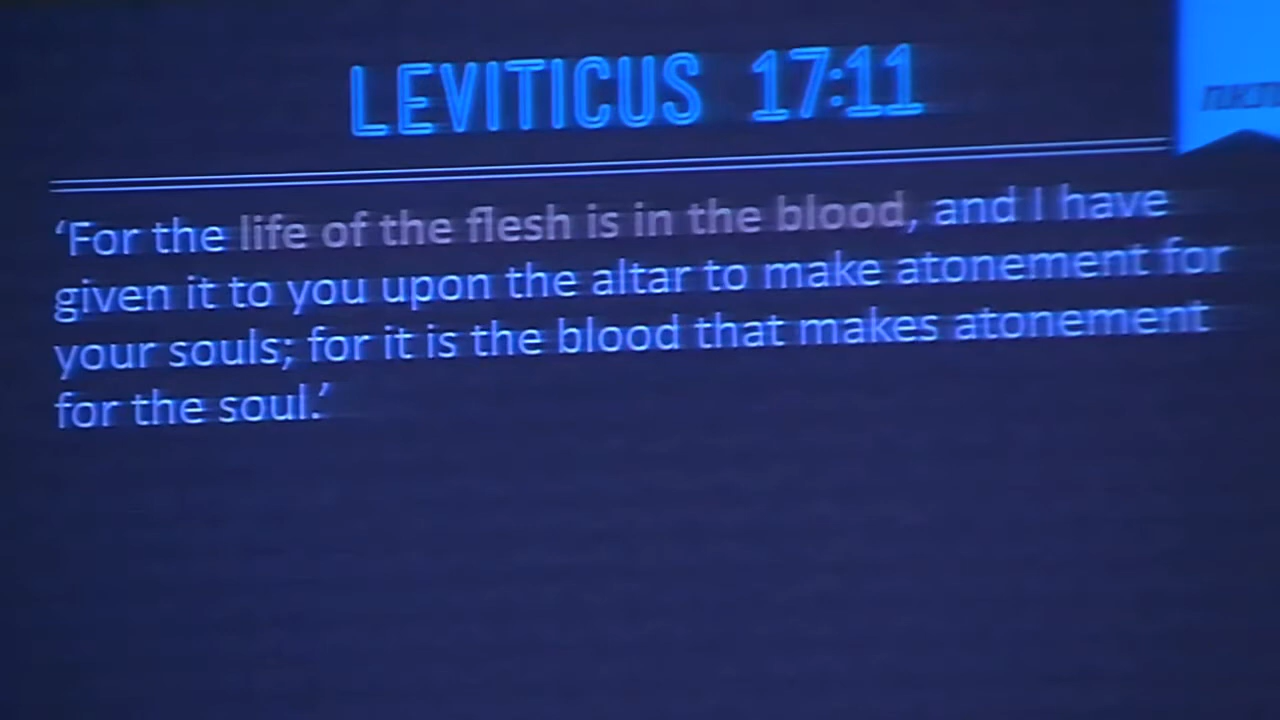 LEVITICUS 17:11
‘For the life of the flesh is in the blood, and I have
given it to you upon the altar to make atonement for
your souls; for it is the blood that makes atonement
for the soul.’